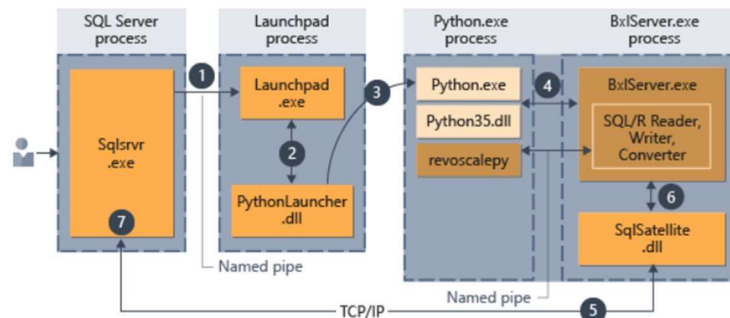 SQL Server
process
Launchpad
process
Python.exe
process
BxlServer.exe
process
1
Launchpad
.exe
3
Python.exe
4
BxlServer.exe
Sqlsrvr
.exe
2
Python35.dll
SQL/R Reader,
Writer,
Converter
revoscalepy
PythonLauncher
.dll
6
7
SqlSatellite
.dll
Named pipe
Named pipe
TCP/IP
5